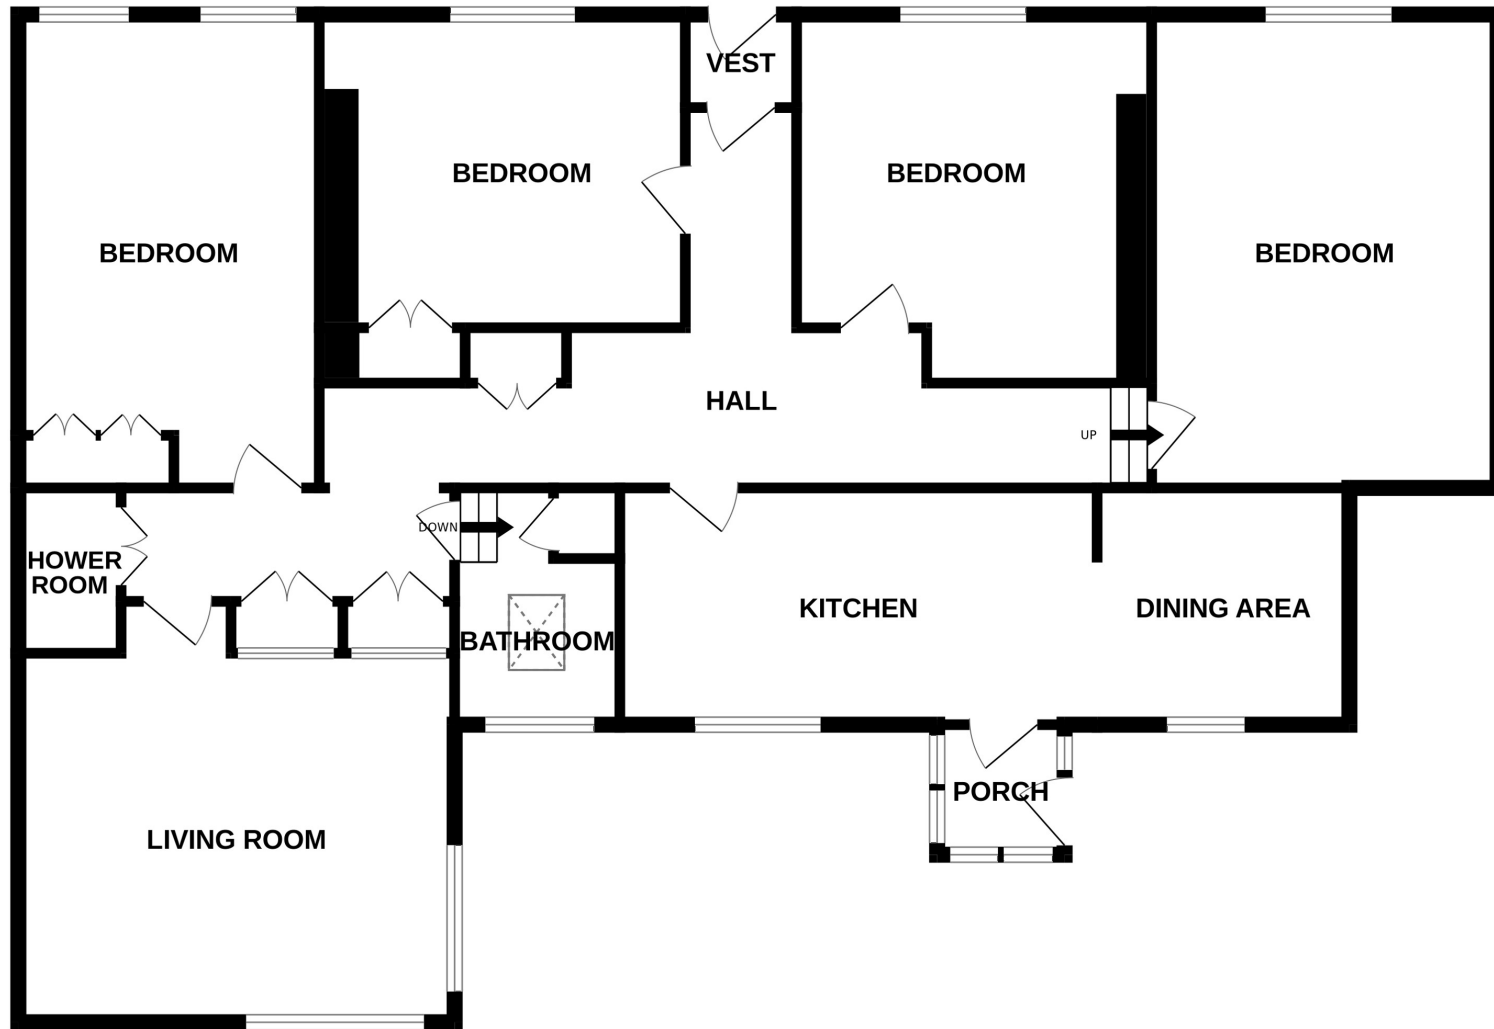 VEST
BEDROOM
BEDROOM
BEDROOM
BEDROOM
HALL
UP
DOWN
HOWER
ROOM
KITCHEN
DINING AREA
BATHROOM
PORCH
LIVING ROOM